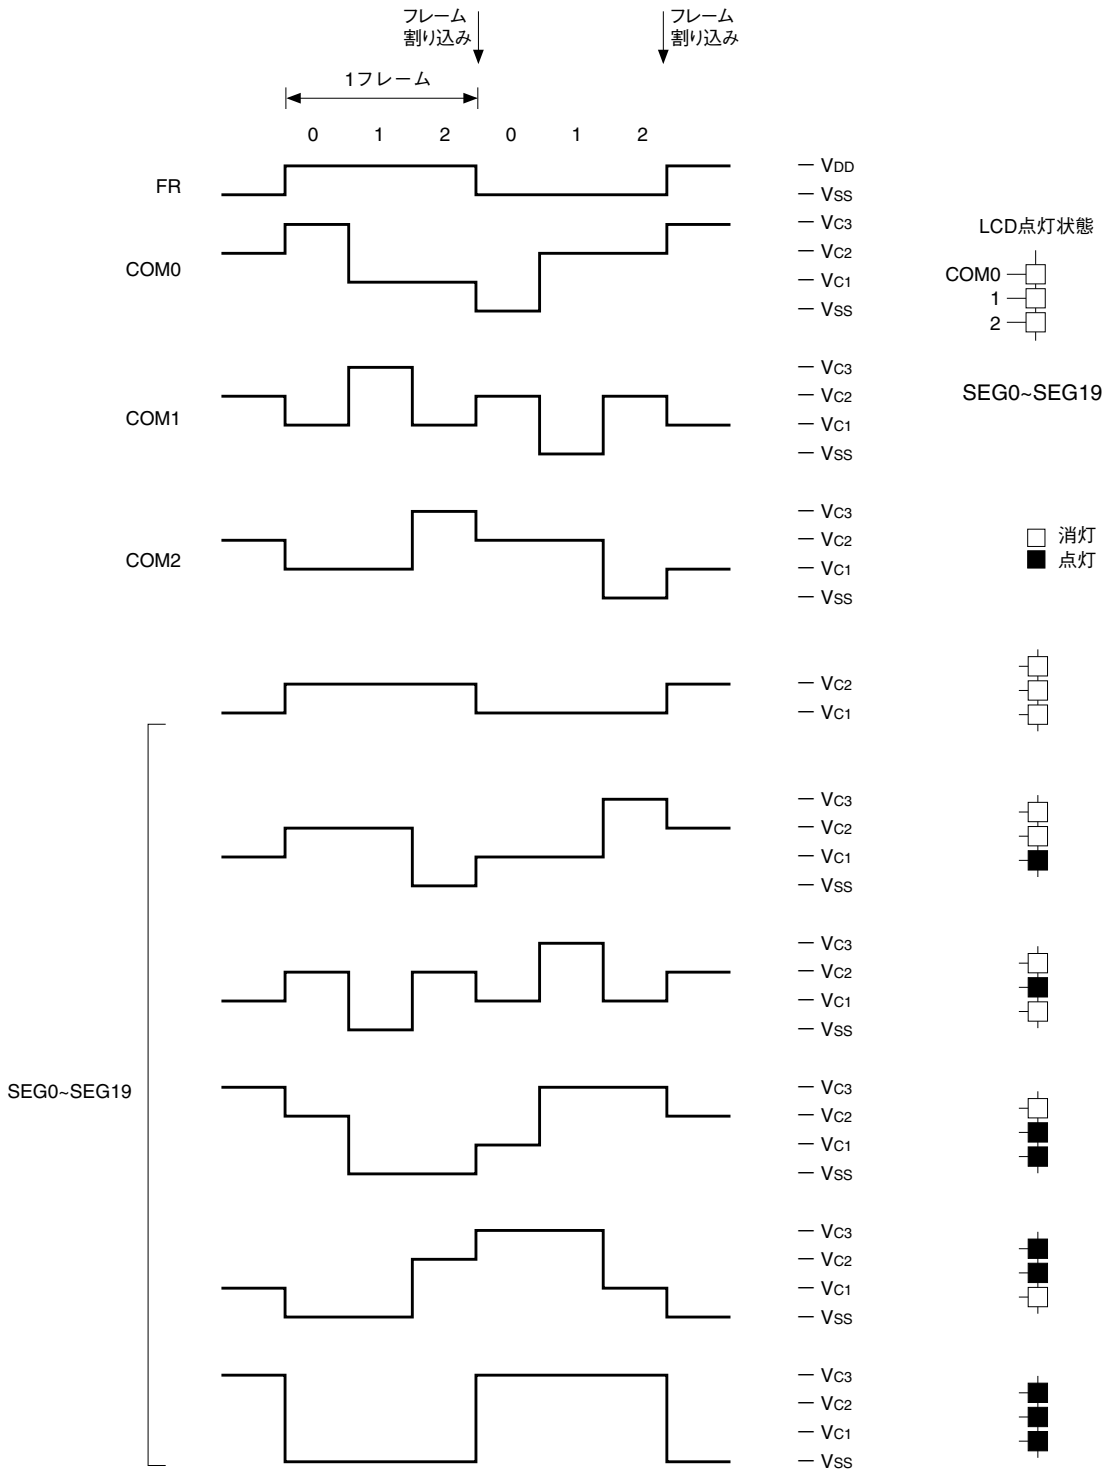 フレーム
割り込み
フレーム
割り込み
1フレーム
0 1 2 0 1 2
FR
VDD
VSS
COM0
VC3
VC2
VC1
VSS
LCD点灯状態
COM0
1
2
SEG0~SEG19
COM1
VC3
VC2
VC1
VSS
COM2
VC3
VC2
VC1
VSS
消灯
点灯
VC2
VC1
VC3
VC2
VC1
VSS
VC3
VC2
VC1
VSS
SEG0~SEG19
VC3
VC2
VC1
VSS
VC3
VC2
VC1
VSS
VC3
VC2
VC1
VSS